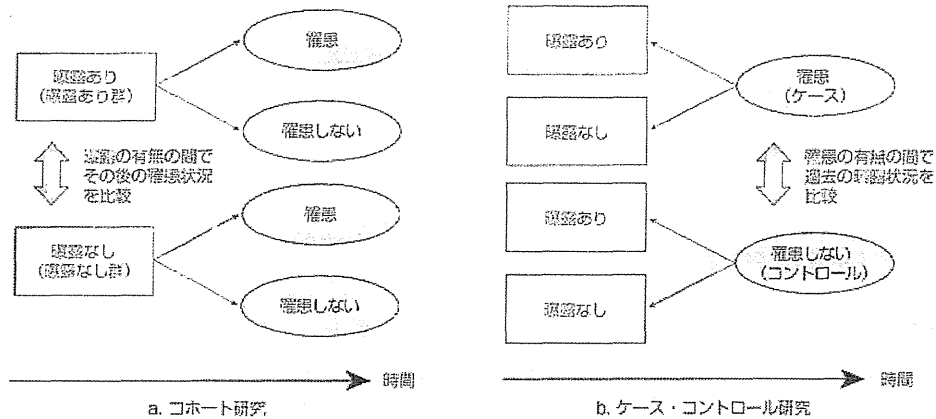 曝露あり
(曝露あり群)
罹患
罹患しない
曝露の有無の間で
その後の罹患状況
を比較
曝露なし
(曝露なし群)
罹患
罹患しない
時間
a. コホート研究
曝露あり
曝露なし
罹患
(ケース)
罹患の有無の間で
過去の曝露状況を
比較
曝露あり
曝露なし
罹患しない
(コントロール)
時間
b. ケース・コントロール研究